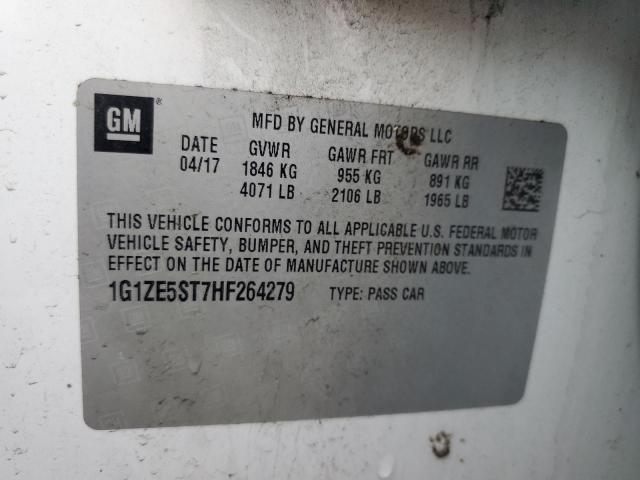 GM ®
MFD BY GENERAL MOTORS LLC
DATE GVWR GAWR FRT GAWR RR
04/17 1846 KG 955 KG 891 KG
4071 LB 2106 LB 1965 LB
THIS VEHICLE CONFORMS TO ALL APPLICABLE U.S. FEDERAL MOTOR
VEHICLE SAFETY, BUMPER, AND THEFT PREVENTION STANDARDS IN
EFFECT ON THE DATE OF MANUFACTURE SHOWN ABOVE.
1G1ZE5ST7HF264279 TYPE: PASS CAR